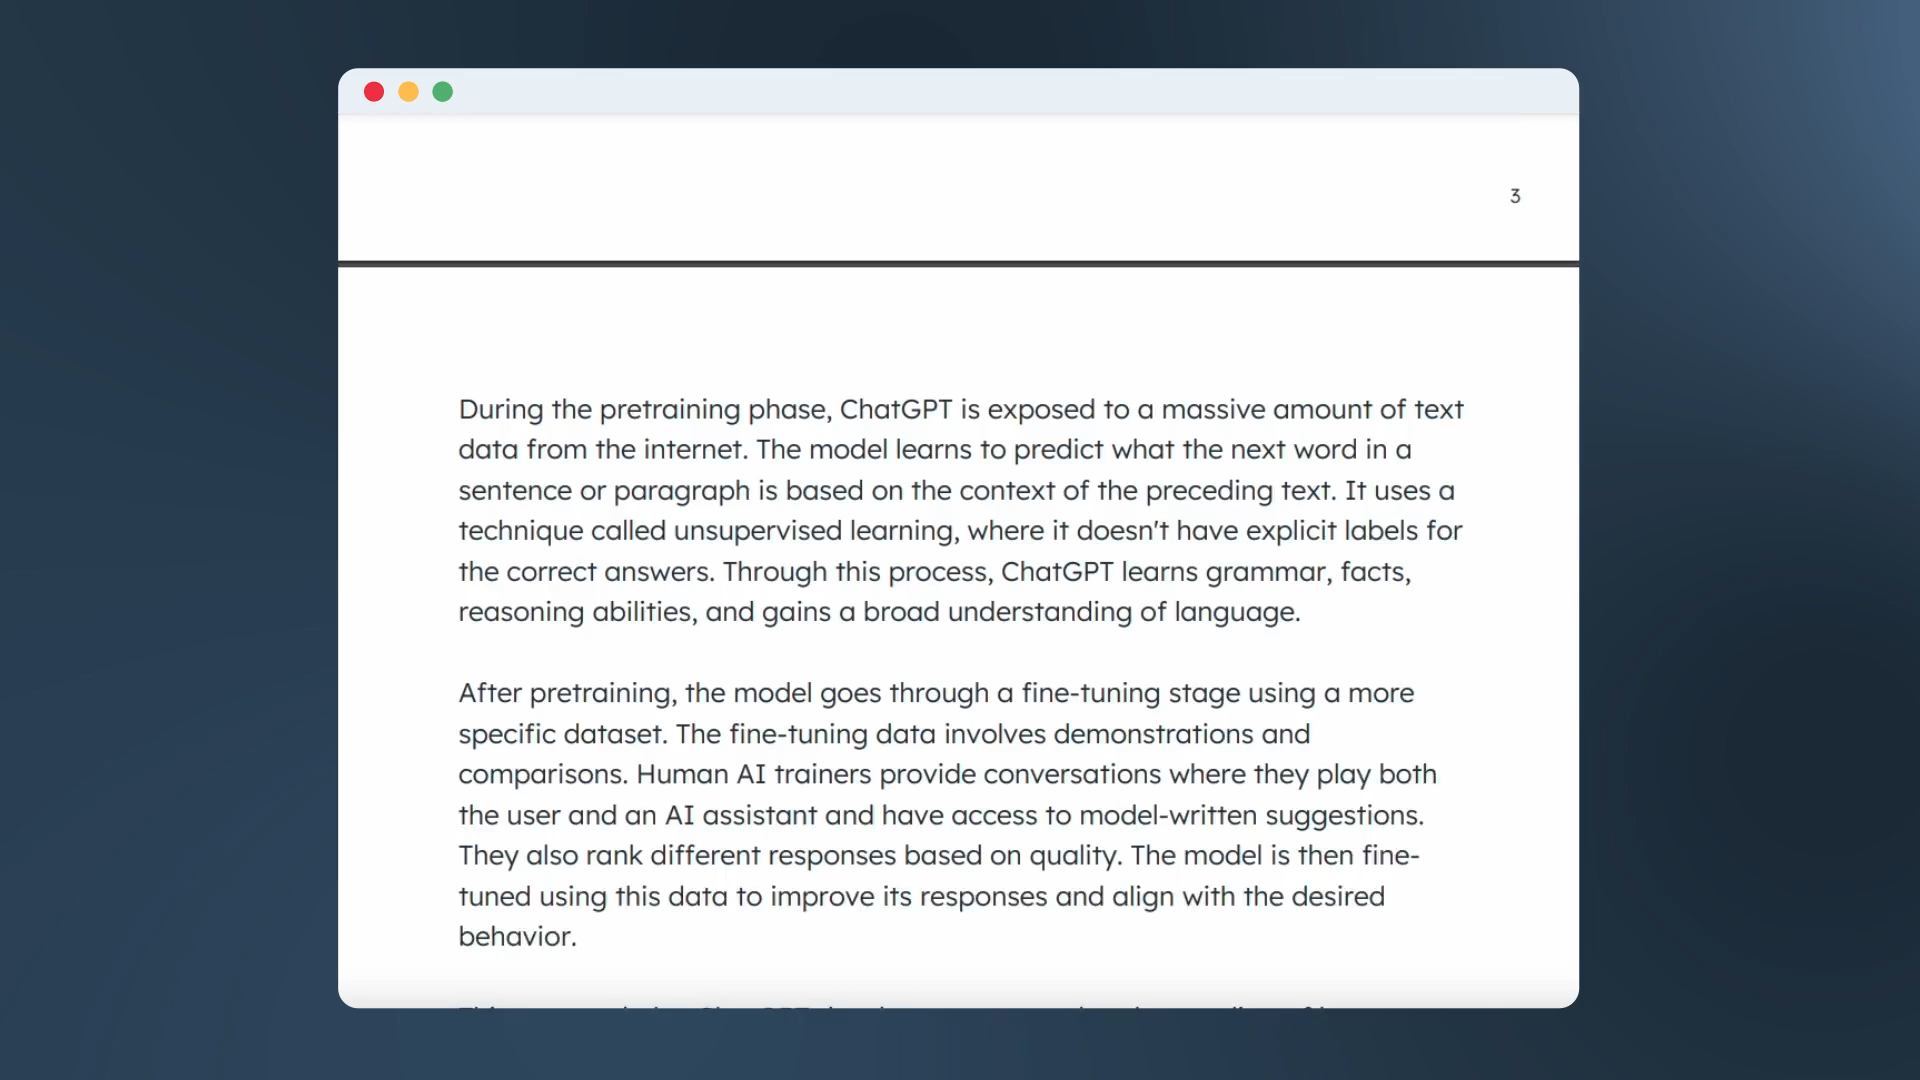 3
During the pretraining phase, ChatGPT is exposed to a massive amount of text
data from the internet. The model learns to predict what the next word in a
sentence or paragraph is based on the context of the preceding text. It uses a
technique called unsupervised learning, where it doesn't have explicit labels for
the correct answers. Through this process, ChatGPT learns grammar, facts,
reasoning abilities, and gains a broad understanding of language.
After pretraining, the model goes through a fine-tuning stage using a more
specific dataset. The fine-tuning data involves demonstrations and
comparisons. Human AI trainers provide conversations where they play both
the user and an AI assistant and have access to model-written suggestions.
They also rank different responses based on quality. The model is then fine-
tuned using this data to improve its responses and align with the desired
behavior.